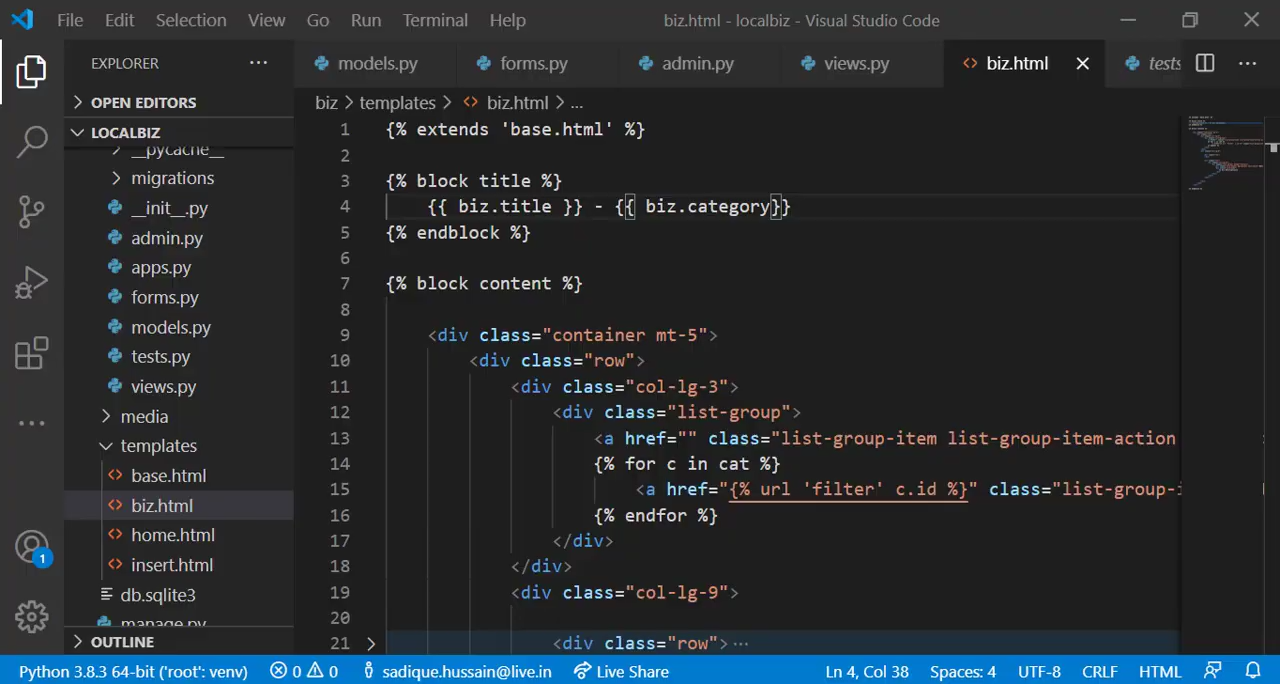 File Edit Selection View Go Run Terminal Help biz.html - localbiz - Visual Studio Code
EXPLORER ... models.py forms.py admin.py views.py biz.html tests ...
OPEN EDITORS
LOCALBIZ
__pycache__
migrations
__init__.py
admin.py
apps.py
forms.py
models.py
tests.py
views.py
media
templates
base.html
biz.html
home.html
insert.html
db.sqlite3
manage.py
OUTLINE
biz > templates > biz.html > ...
1 {% extends 'base.html' %}
2
3 {% block title %}
4 {{ biz.title }} - {{ biz.category}}
5 {% endblock %}
6
7 {% block content %}
8
9 <div class="container mt-5">
10 <div class="row">
11 <div class="col-lg-3">
12 <div class="list-group">
13 <a href="" class="list-group-item list-group-item-action
14 {% for c in cat %}
15 <a href="{% url 'filter' c.id %}" class="list-group-i
16 {% endfor %}
17 </div>
18 </div>
19 <div class="col-lg-9">
20
21 <div class="row">...
1
Python 3.8.3 64-bit ('root': venv) 0 0 sadique.hussain@live.in Live Share Ln 4, Col 38 Spaces: 4 UTF-8 CRLF HTML